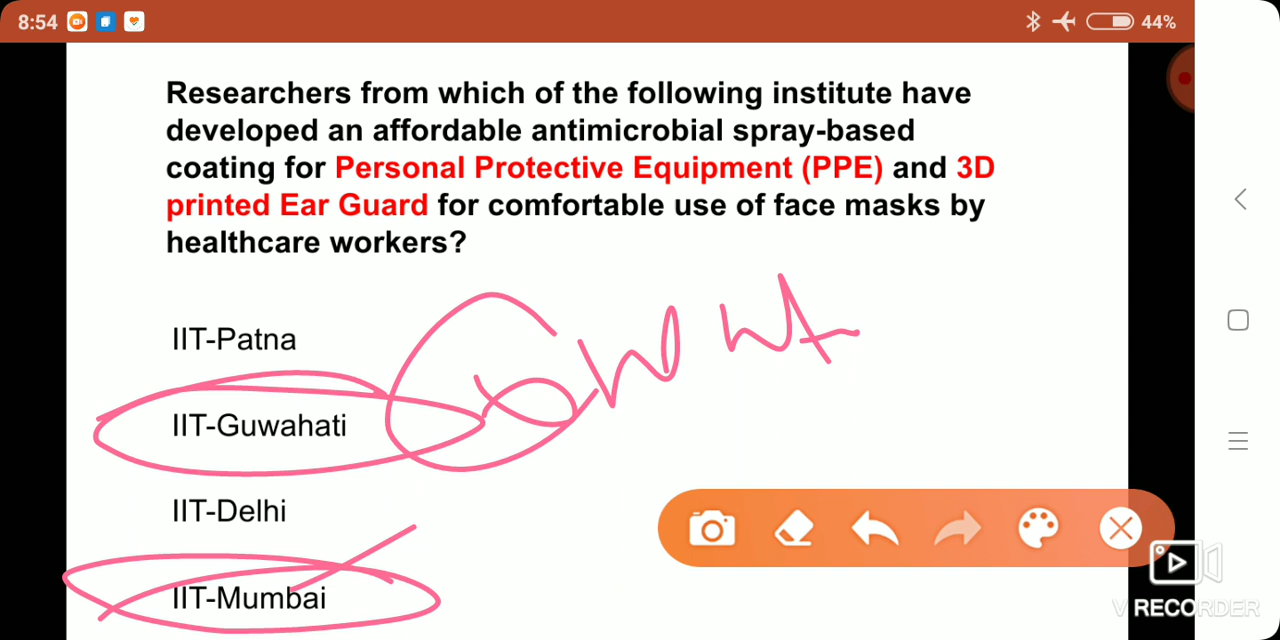 8:54
44%
Researchers from which of the following institute have
developed an affordable antimicrobial spray-based
coating for Personal Protective Equipment (PPE) and 3D
printed Ear Guard for comfortable use of face masks by
healthcare workers?
IIT-Patna
IIT-Guwahati
IIT-Delhi
IIT-Mumbai
V RECORDER